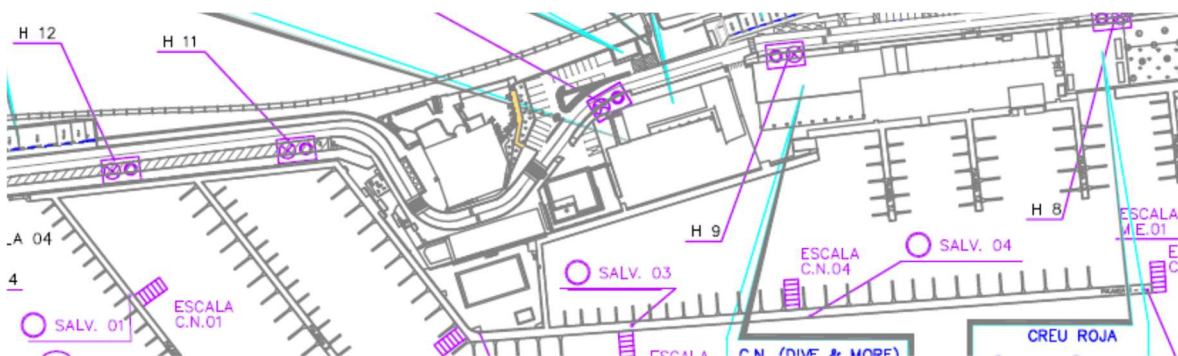 H 12
H 11
H 9
H 8
ESCALA
M.E.01
LA 04
4
SALV. 01
ESCALA
C.N.01
SALV. 03
ESCALA
C.N.04
SALV. 04
ESCALA
C.N. (DIVE & MORE)
CREU ROJA